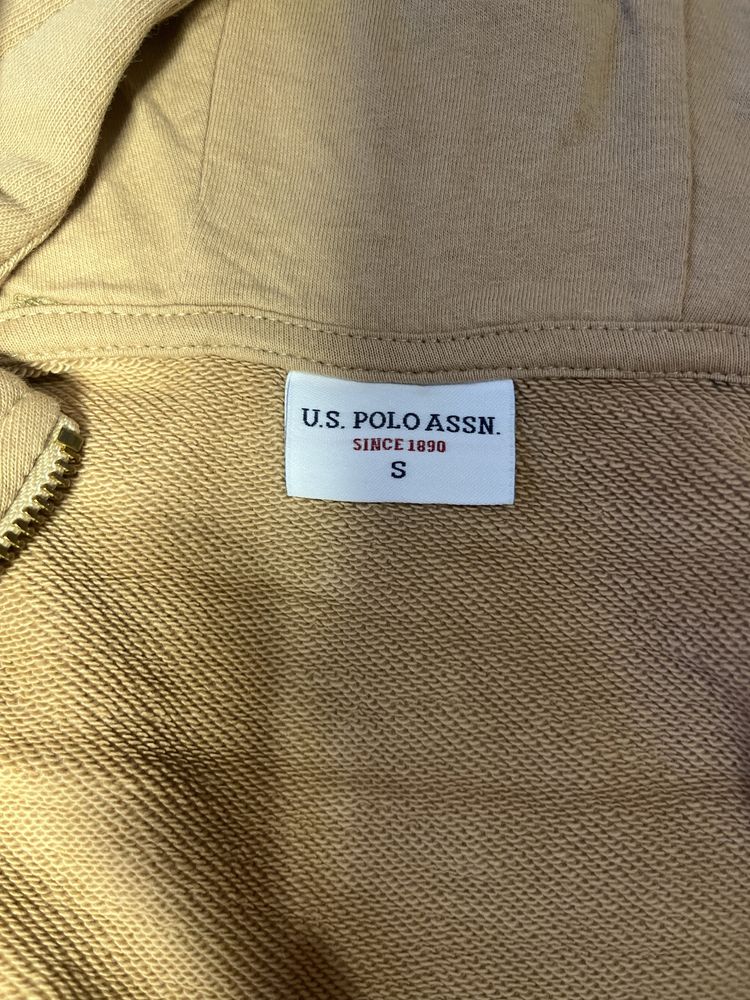 U.S. POLO ASSN.
SINCE 1890
S